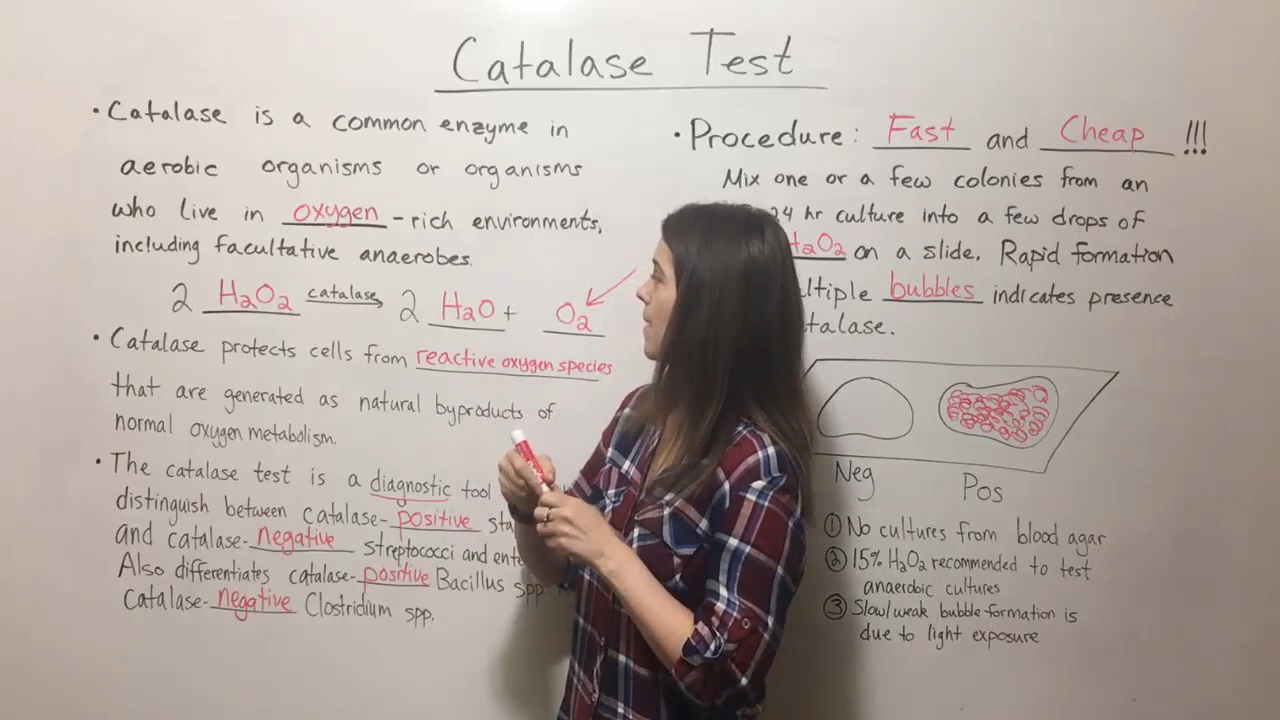 Catalase Test
• Catalase is a common enzyme in
aerobic organisms or organisms
who live in oxygen-rich environments,
including facultative anaerobes.
2 H2O2 catalase 2 H2O + O2
• Catalase protects cells from reactive oxygen species
that are generated as natural byproducts of
normal oxygen metabolism.
• The catalase test is a diagnostic tool
distinguish between catalase-positive
and catalase-negative streptococci and
Also differentiates catalase-positive Bacillus spp
catalase-negative Clostridium spp.
• Procedure: Fast and Cheap !!!
Mix one or a few colonies from an
24 hr culture into a few drops of
H2O2 on a slide. Rapid formation
bubbles indicates presence
Neg
Pos
① No cultures from blood agar
② 15% H2O2 recommended to test
anaerobic cultures
③ Slow/weak bubble formation is
due to light exposure